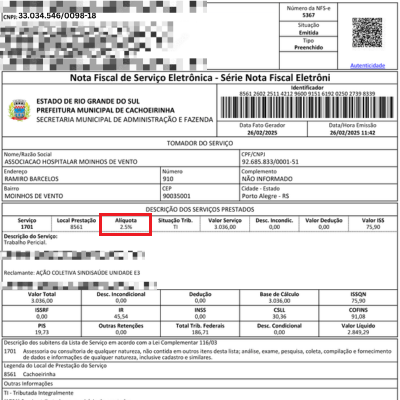 CNPJ: 33.034.546/0098-18
Número da NFS-e
5367
Situação
Emitida
Tipo
Preenchido
Autenticidade
Nota Fiscal de Serviço Eletrônica - Série Nota Fiscal Eletrôni
ESTADO DE RIO GRANDE DO SUL
PREFEITURA MUNICIPAL DE CACHOEIRINHA
SECRETARIA MUNICIPAL DE ADMINISTRAÇÃO E FAZENDA
Identificador
8561 2602 2511 4212 9600 9151 6192 0250 2739 8339
Data Fato Gerador Data/Hora Emissão
26/02/2025 26/02/2025 11:42
TOMADOR DO SERVIÇO
Nome/Razão Social CPF/CNPJ
ASSOCIACAO HOSPITALAR MOINHOS DE VENTO 92.685.833/0001-51
Endereço Número Complemento
RAMIRO BARCELOS 910 NÃO INFORMADO
Bairro CEP Cidade - Estado
MOINHOS DE VENTO 90035001 Porto Alegre - RS
DESCRIÇÃO DOS SERVIÇOS PRESTADOS
Serviço Local Prestação Alíquota Situação Trib. Valor Serviço Desc. Incondic. Valor Dedução Valor ISS
1701 8561 2.5% TI 3.036,00 0,00 0,00 75,90
Descrição do Serviço:
Trabalho Pericial.
Reclamante: AÇÃO COLETIVA SINDISAÚDE UNIDADE E3
Valor Total Desc. Incondicional Dedução Base de Cálculo ISSQN
3.036,00 0,00 0,00 3.036,00 75,90
ISSRF IR INSS CSLL COFINS
0,00 45,54 0,00 30,36 91,08
PIS Outras Retenções Total Trib. Federais Desc. Condicional Valor Líquido
19,73 0,00 186,71 0,00 2.849,29
Descrição dos subitens da Lista de Serviço em acordo com a Lei Complementar 116/03
1701 Assessoria ou consultoria de qualquer natureza, não contida em outros itens desta lista; análise, exame, pesquisa, coleta, compilação e fornecimento
de dados e informações de qualquer natureza, inclusive cadastro e similares.
Legenda do Local de Prestação do Serviço
8561 Cachoeirinha
Outras Informações
TI - Tributada Integralmente